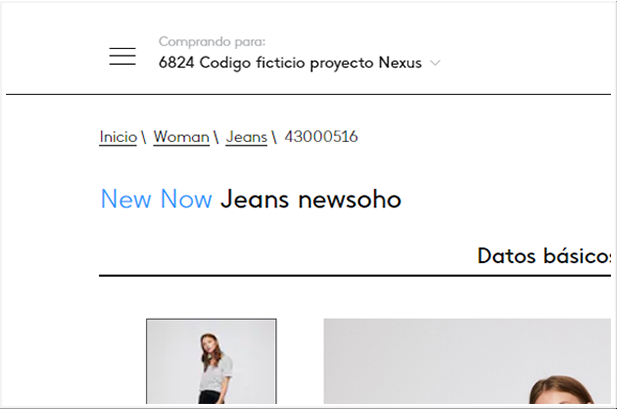 Comprando para:
6824 Codigo ficticio proyecto Nexus
Inicio \ Woman \ Jeans \ 43000516
New Now Jeans newsoho
Datos básicos